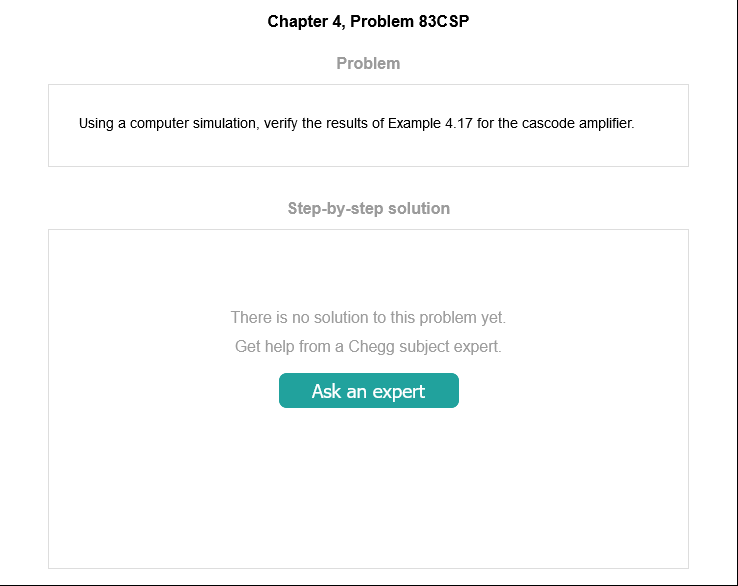 Chapter 4, Problem 83CSP
Problem
Using a computer simulation, verify the results of Example 4.17 for the cascode amplifier.
Step-by-step solution
There is no solution to this problem yet.
Get help from a Chegg subject expert.
Ask an expert